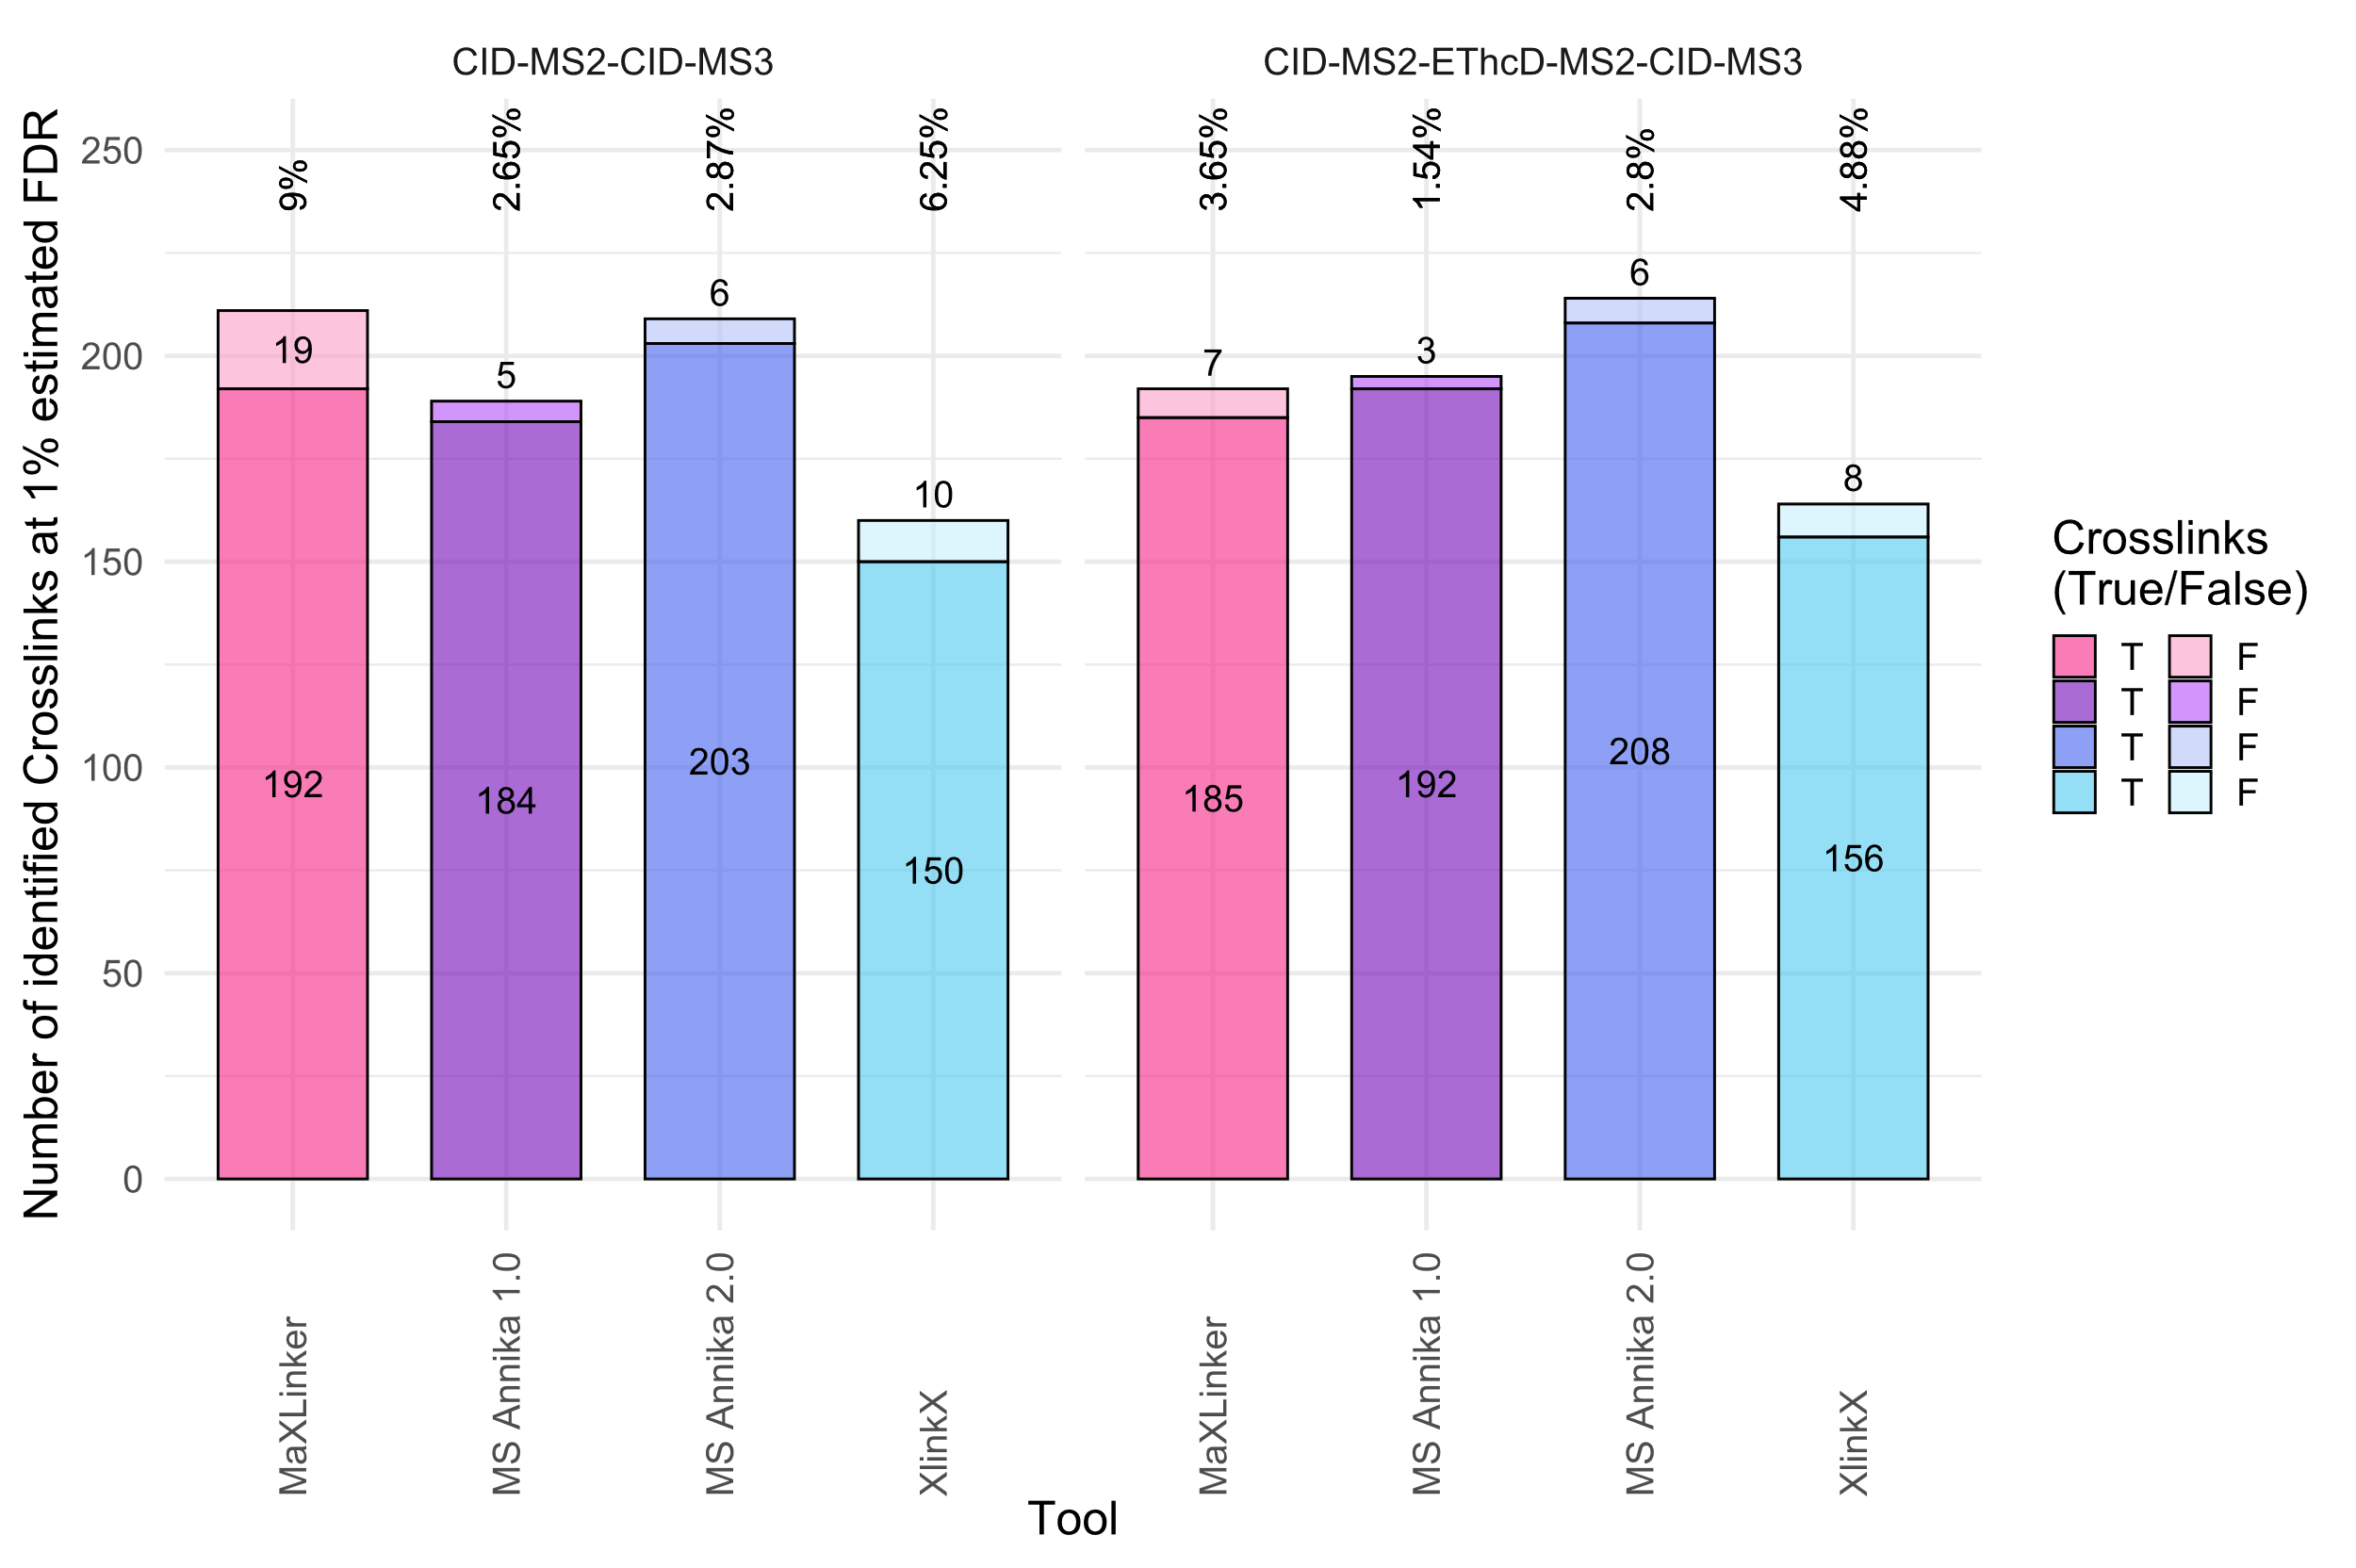 CID-MS2-CID-MS3
CID-MS2-EThcD-MS2-CID-MS3
Number of identified Crosslinks at 1% estimated FDR
250
200
150
100
50
0
9%
2.65%
2.87%
6.25%
3.65%
1.54%
2.8%
4.88%
19
5
6
10
7
3
6
8
192
184
203
150
185
192
208
156
MaXLinker
MS Annika 1.0
MS Annika 2.0
XlinkX
MaXLinker
MS Annika 1.0
MS Annika 2.0
XlinkX
Tool
Crosslinks
(True/False)
T F
T F
T F
T F